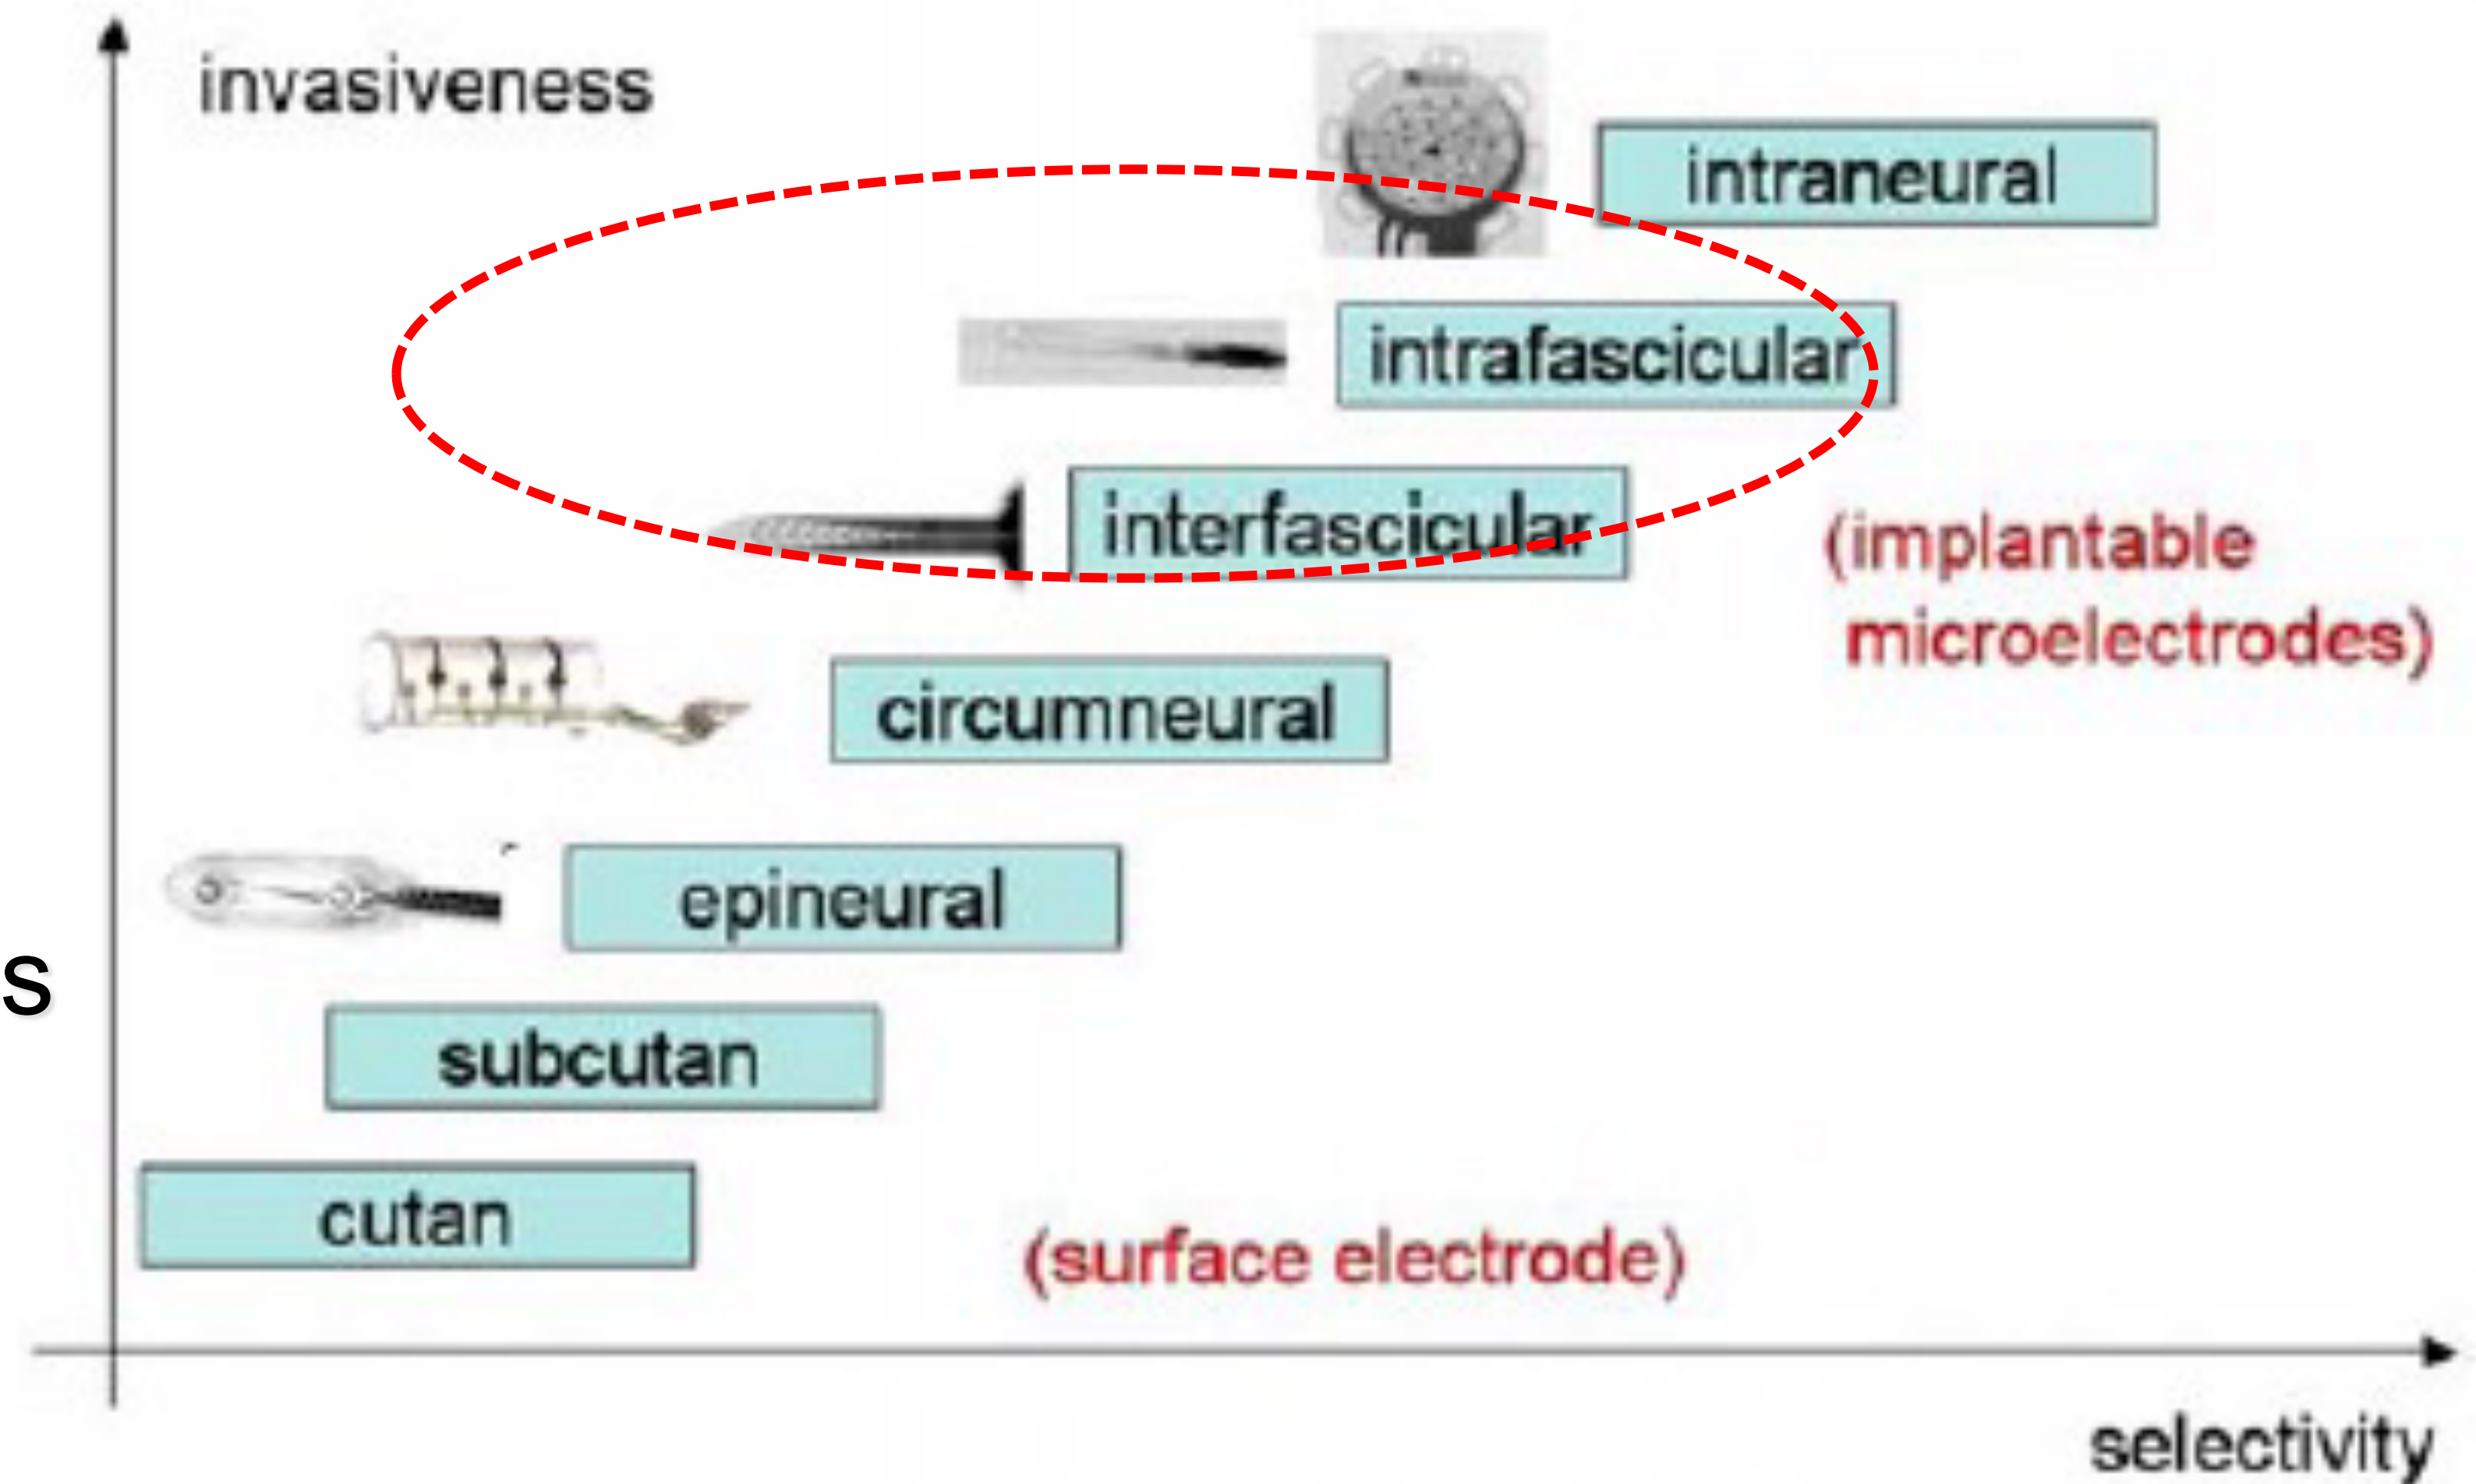 invasiveness
intraneural
intrafascicular
interfascicular
(implantable
microelectrodes)
circumneural
epineural
s
subcutan
cutan
(surface electrode)
selectivity